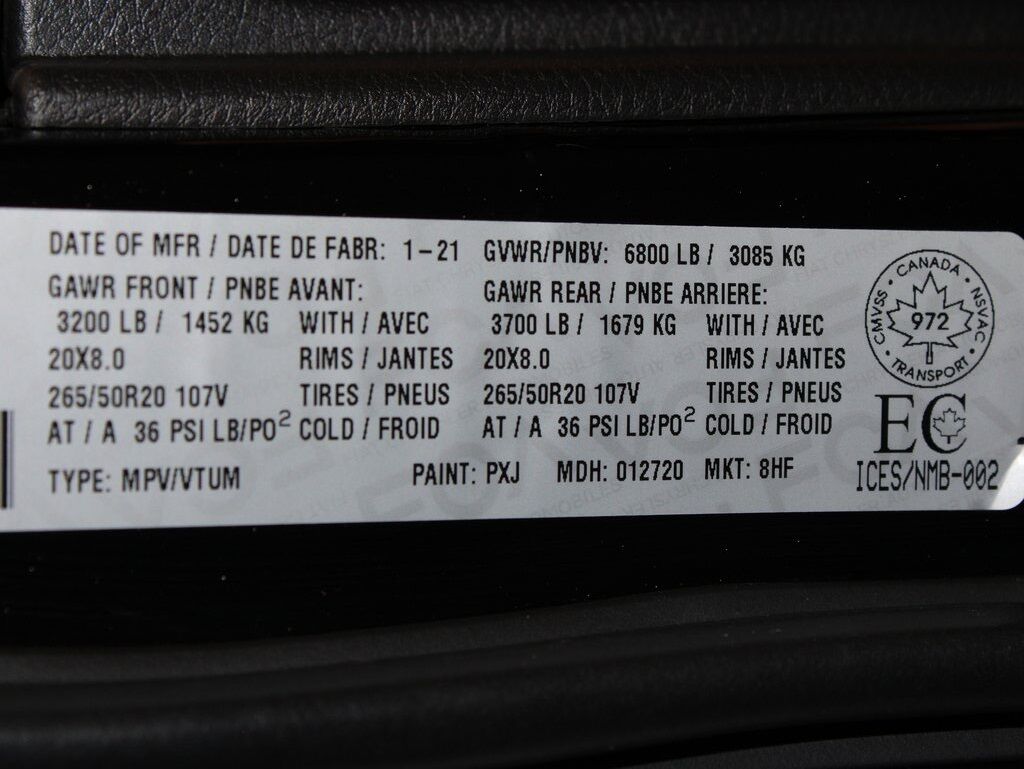 DATE OF MFR / DATE DE FABR: 1-21 GVWR/PNBV: 6800 LB / 3085 KG
GAWR FRONT / PNBE AVANT: GAWR REAR / PNBE ARRIERE:
3200 LB / 1452 KG WITH / AVEC 3700 LB / 1679 KG WITH / AVEC
20X8.0 RIMS / JANTES 20X8.0 RIMS / JANTES
265/50R20 107V TIRES / PNEUS 265/50R20 107V TIRES / PNEUS
AT / A 36 PSI LB/PO² COLD / FROID AT / A 36 PSI LB/PO² COLD / FROID
TYPE: MPV/VTUM PAINT: PXJ MDH: 012720 MKT: 8HF
CMVSS • CANADA • NSVAC • TRANSPORT •
972
EC
ICES/NMB-002